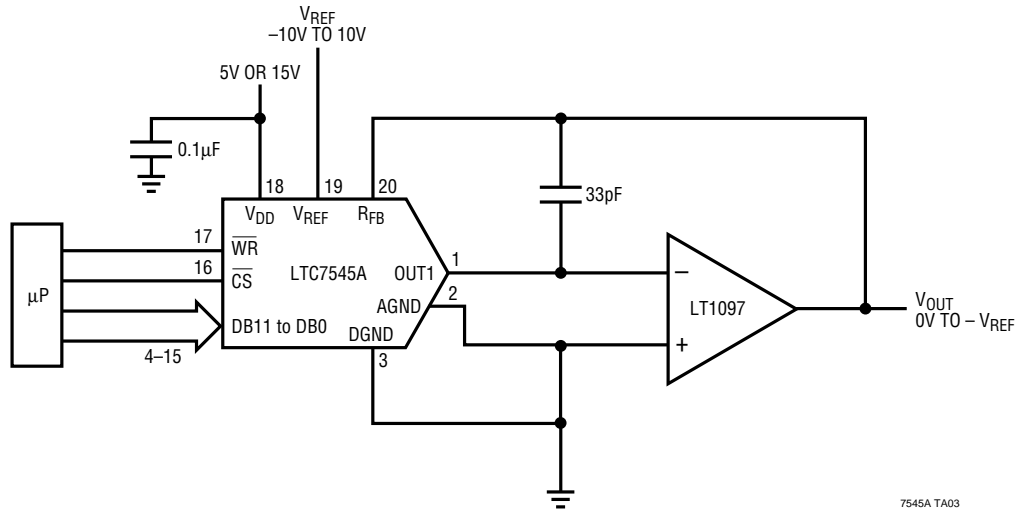 VREF
–10V TO 10V
5V OR 15V
0.1µF
18
19
20
33pF
VDD
VREF
RFB
17
WR
16
CS
µP
LTC7545A
OUT1
1
2
AGND
DB11 to DB0
DGND
4–15
3
–
LT1097
+
VOUT
0V TO – VREF
7545A TA03